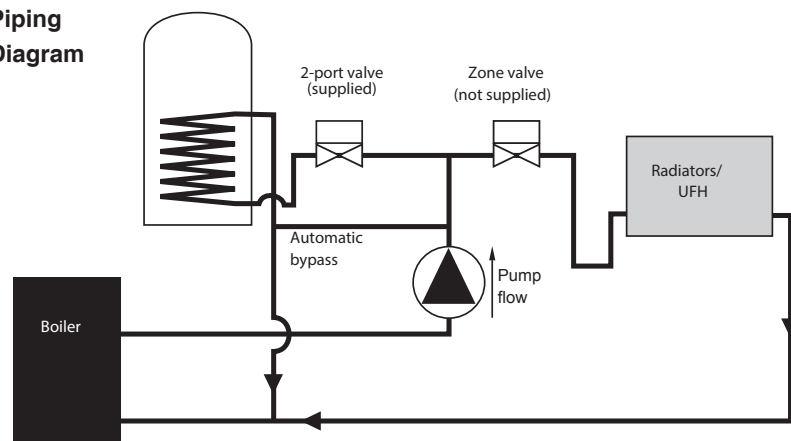 Piping
Diagram
2-port valve
(supplied)
Zone valve
(not supplied)
Radiators/
UFH
Automatic
bypass
Pump
flow
Boiler